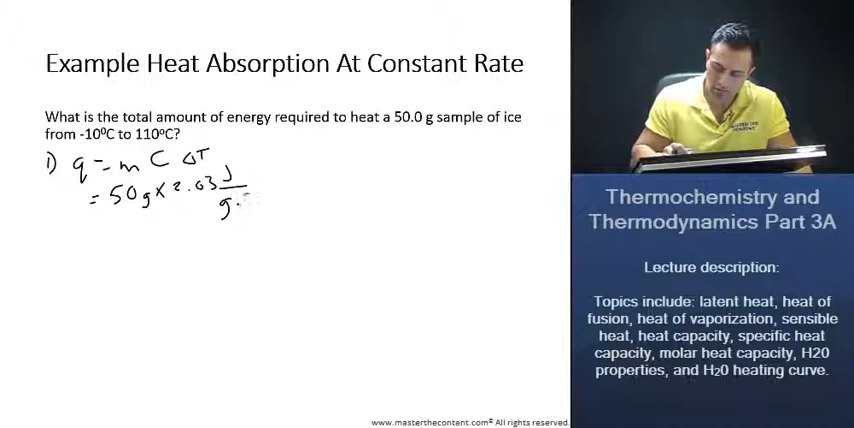 Example Heat Absorption At Constant Rate
What is the total amount of energy required to heat a 50.0 g sample of ice
from -10⁰C to 110ºC?
1) q = m C ΔT
= 50g x 2.03 J
g.
Thermochemistry and
Thermodynamics Part 3A
Lecture description:
Topics include: latent heat, heat of
fusion, heat of vaporization, sensible
heat, heat capacity, specific heat
capacity, molar heat capacity, H20
properties, and H₂0 heating curve.
www.masterthecontent.com® All rights reserved.